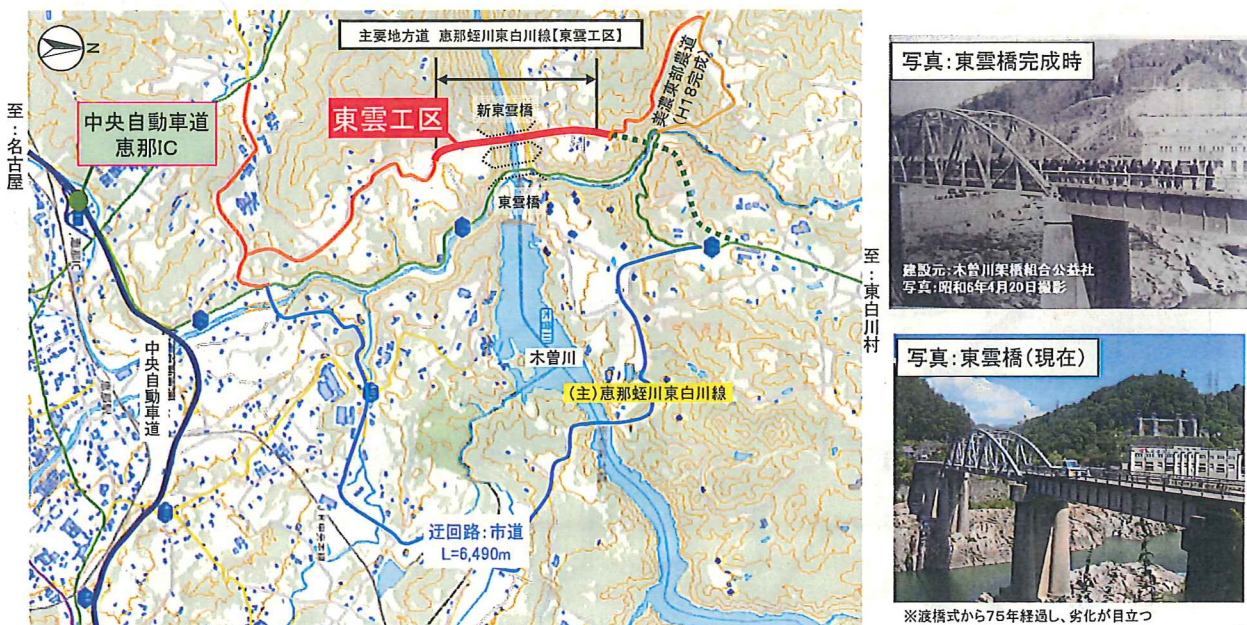 主要地方道 恵那蛭川東白川線【東雲工区】
N
至：名古屋
中央自動車道
恵那IC
東雲工区
新東雲橋
東雲橋
美濃東部農道
(H18完成)
至：東白川村
中央自動車道
木曽川
木曽川
(主)恵那蛭川東白川線
迂回路：市道
L=6,490m
写真：東雲橋完成時
建設元：木曽川架橋組合公益社
写真：昭和6年4月20日撮影
写真：東雲橋(現在)
※渡橋式から75年経過し、劣化が目立つ